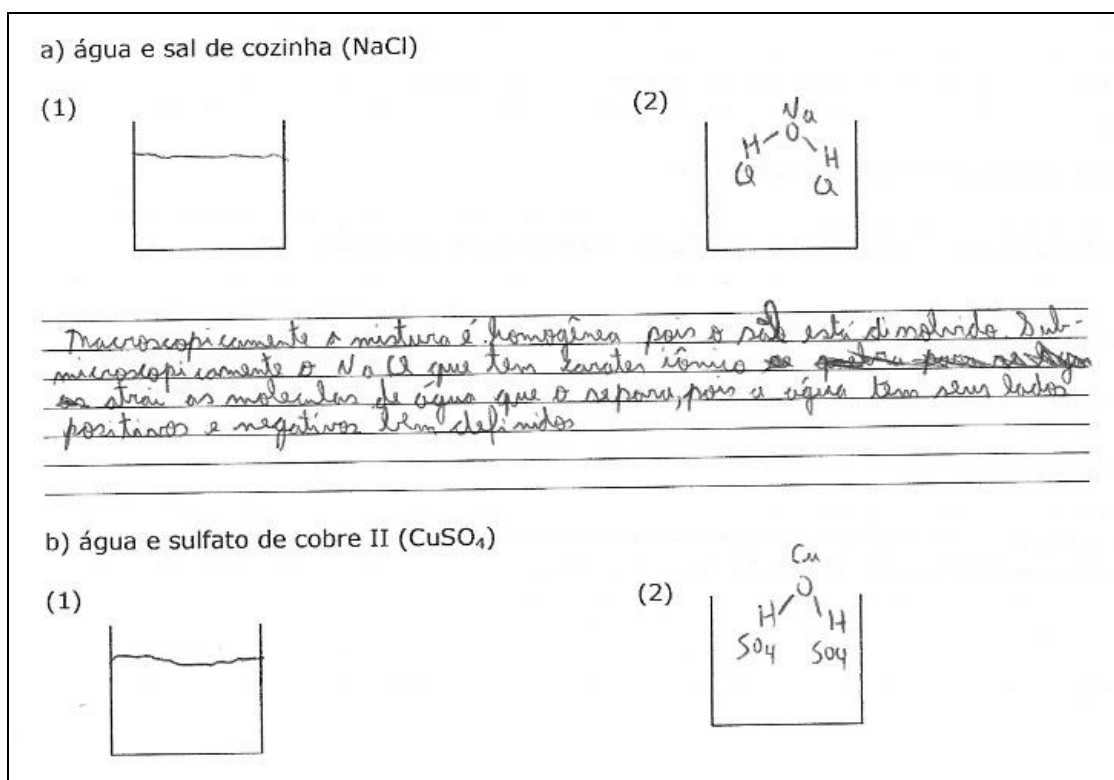 a) água e sal de cozinha (NaCl)
(1)
(2)
Na
O
H H
Cl Cl
Macroscopicamente a mistura é homogênea pois o sal está dissolvido. Sub-
microscopicamente o NaCl que tem carater iônico
atrai as moleculas de água que o separa, pois a água tem seus lados
positivos e negativos bem definidos
b) água e sulfato de cobre II (CuSO₄)
(1)
(2)
Cu
O
H H
SO4 SO4